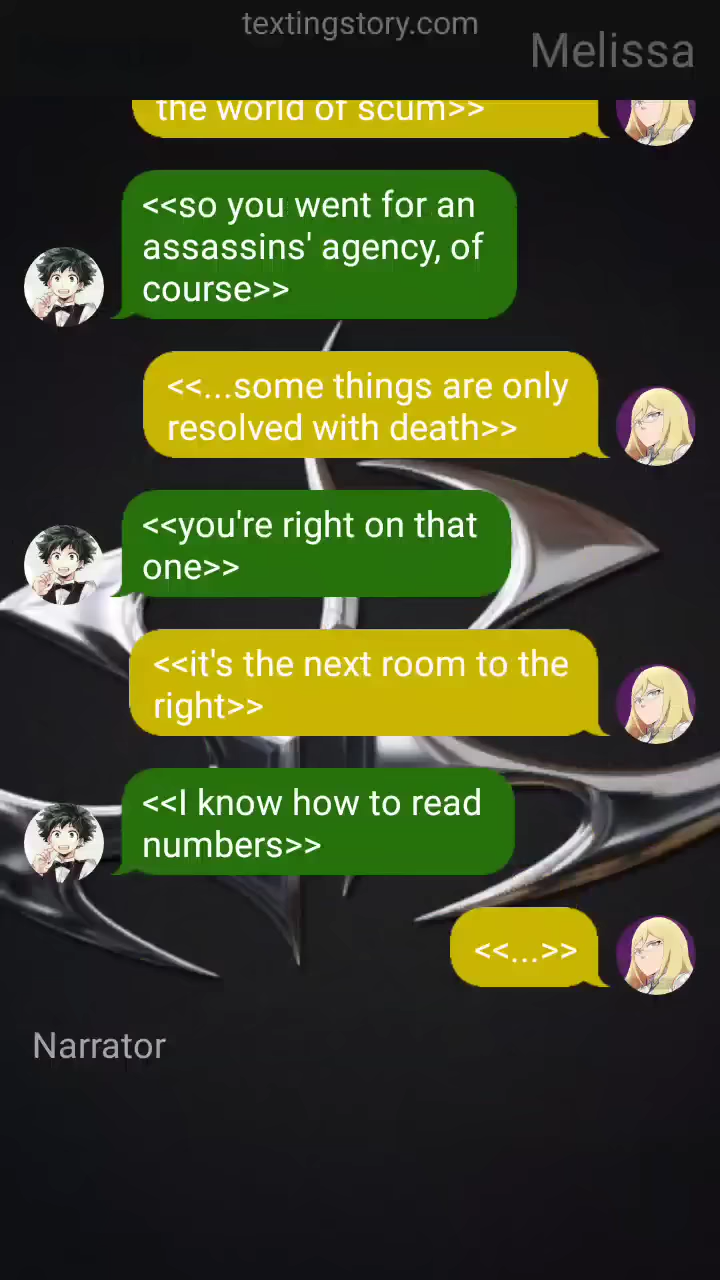 textingstory.com
Melissa
the world of scum>>
<<so you went for an
assassins' agency, of
course>>
<<...some things are only
resolved with death>>
<<you're right on that
one>>
<<it's the next room to the
right>>
<<I know how to read
numbers>>
<<...>>
Narrator